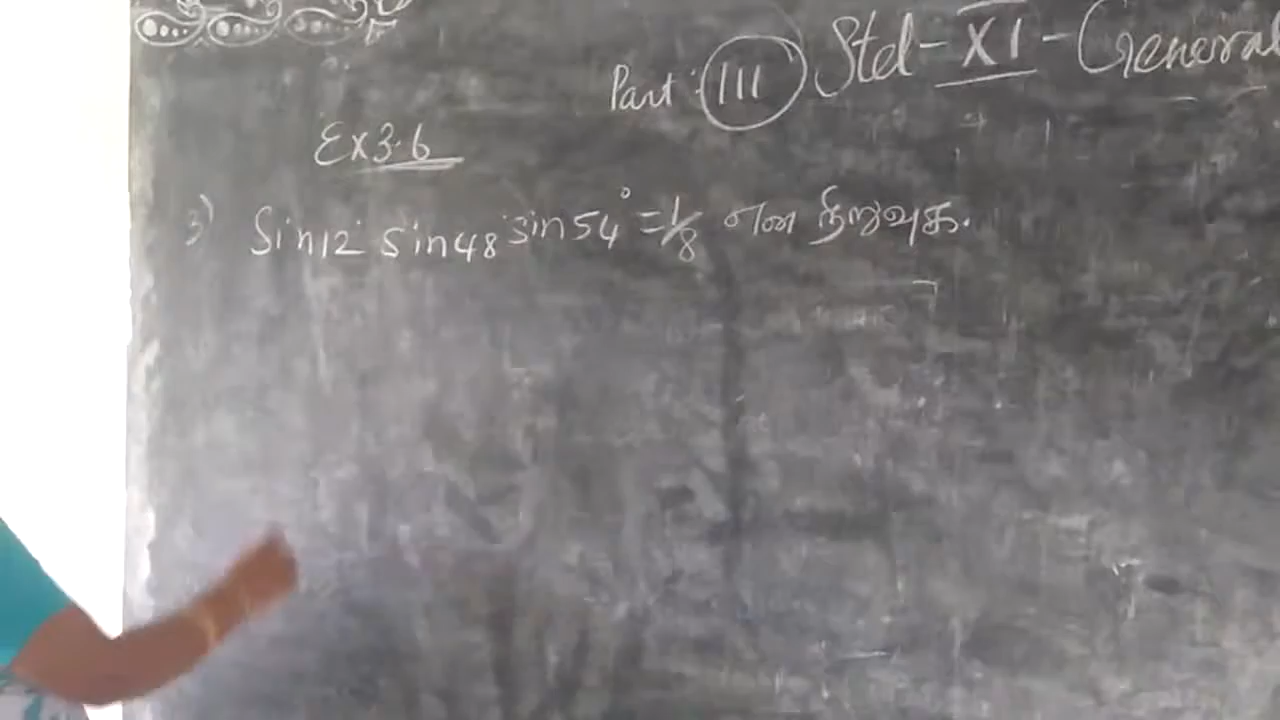 Part : III Std - XI - General
Ex 3.6
3) Sin12° Sin48° Sin54° = 1/8 என நிறுவுக.